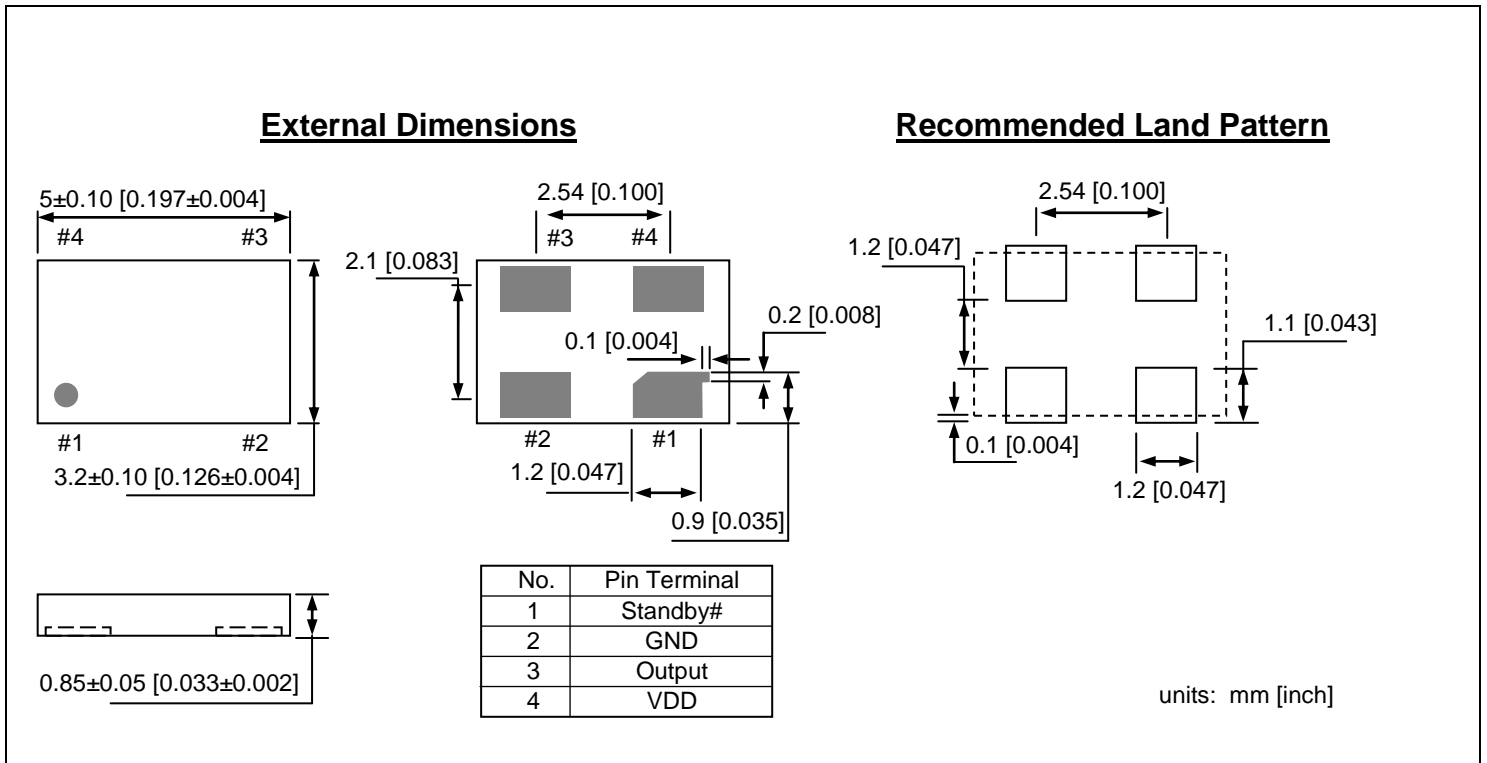 External Dimensions
Recommended Land Pattern
5±0.10 [0.197±0.004]
#4 #3
#1 #2
3.2±0.10 [0.126±0.004]
2.54 [0.100]
#3 #4
2.1 [0.083]
0.1 [0.004]
0.2 [0.008]
#2 #1
1.2 [0.047]
0.9 [0.035]
2.54 [0.100]
1.2 [0.047]
1.1 [0.043]
0.1 [0.004]
1.2 [0.047]
0.85±0.05 [0.033±0.002]
No. Pin Terminal
1 Standby#
2 GND
3 Output
4 VDD
units: mm [inch]